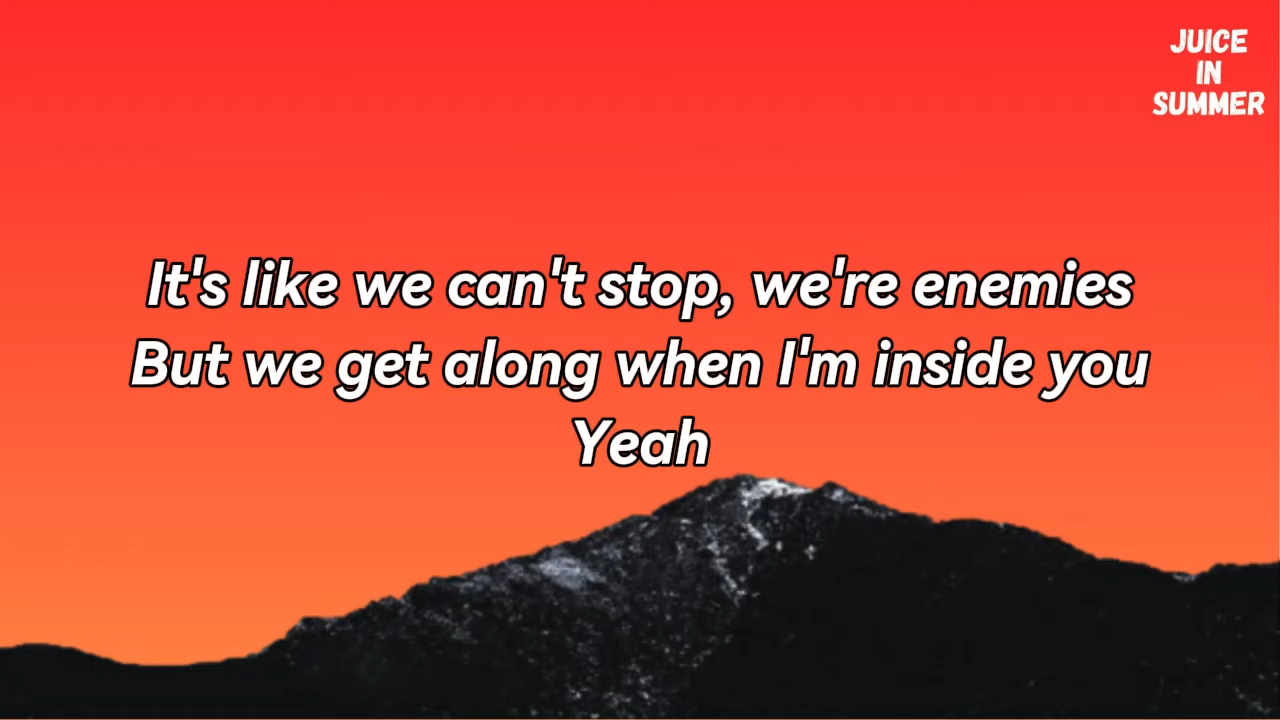 JUICE
IN
SUMMER
It's like we can't stop, we're enemies
But we get along when I'm inside you
Yeah